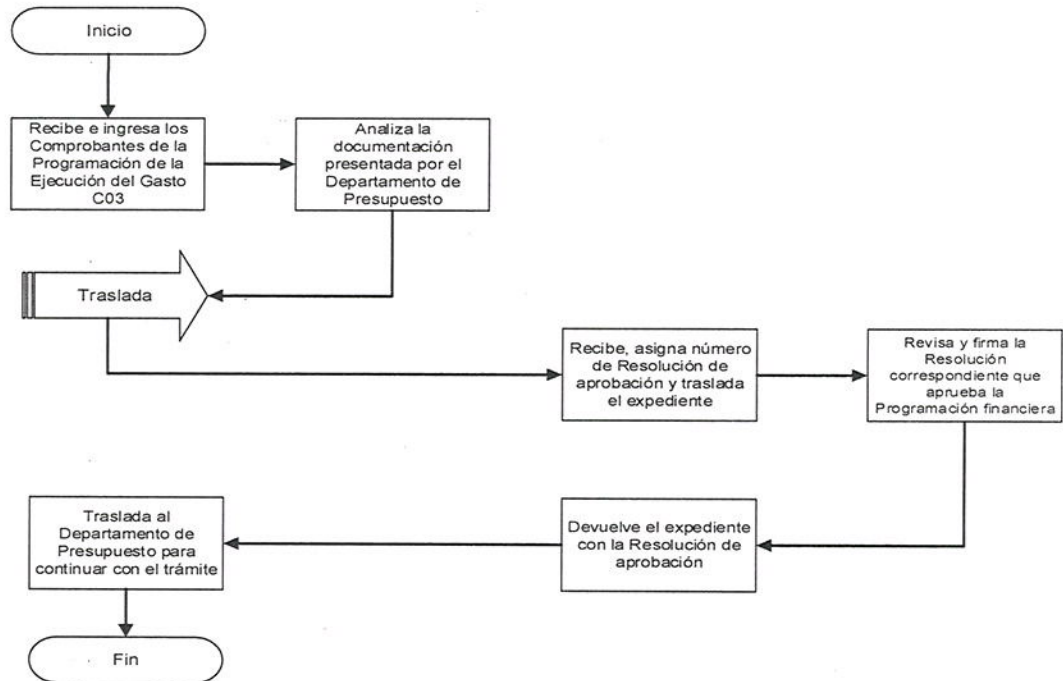 Inicio
Recibe e ingresa los
Comprobantes de la
Programación de la
Ejecución del Gasto
C03
Analiza la
documentación
presentada por el
Departamento de
Presupuesto
Traslada
Recibe, asigna número
de Resolución de
aprobación y traslada
el expediente
Revisa y firma la
Resolución
correspondiente que
aprueba la
Programación financiera
Devuelve el expediente
con la Resolución de
aprobación
Traslada al
Departamento de
Presupuesto para
continuar con el trámite
Fin